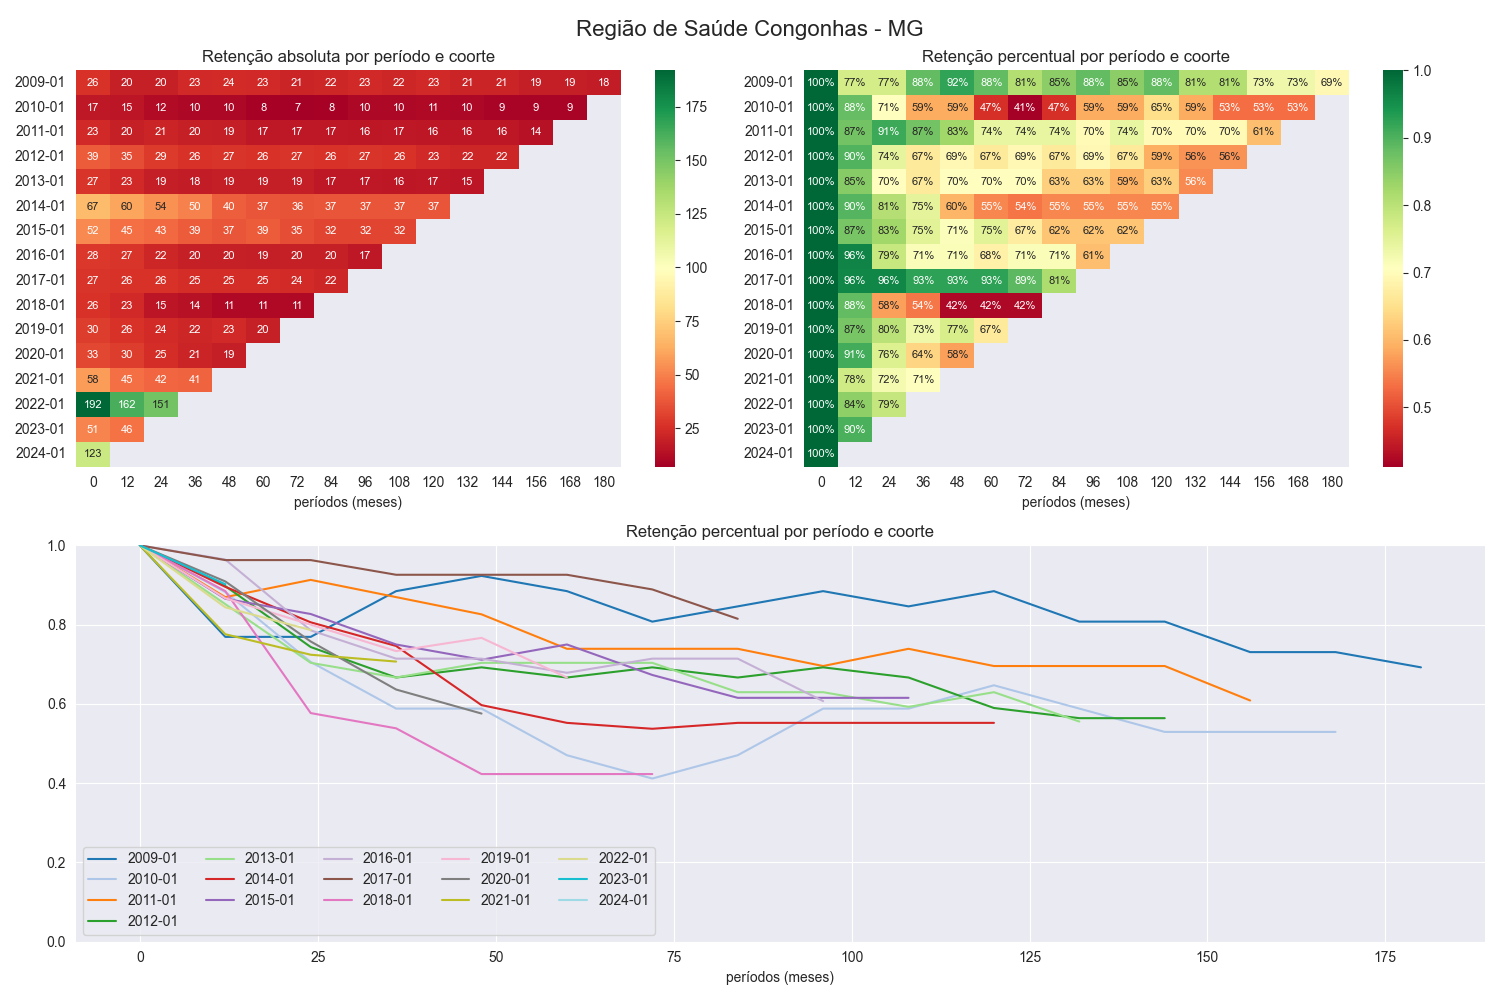 Região de Saúde Congonhas - MG
Retenção absoluta por período e coorte
2009-01 26 20 20 23 24 23 21 22 23 22 23 21 21 19 19 18
2010-01 17 15 12 10 10 8 7 8 10 10 11 10 9 9 9
2011-01 23 20 21 20 19 17 17 17 16 17 16 16 16 14
2012-01 39 35 29 26 27 26 27 26 27 26 23 22 22
2013-01 27 23 19 18 19 19 19 17 17 16 17 15
2014-01 67 60 54 50 40 37 36 37 37 37 37
2015-01 52 45 43 39 37 39 35 32 32 32
2016-01 28 27 22 20 20 19 20 20 17
2017-01 27 26 26 25 25 25 24 22
2018-01 26 23 15 14 11 11 11
2019-01 30 26 24 22 23 20
2020-01 33 30 25 21 19
2021-01 58 45 42 41
2022-01 192 162 151
2023-01 51 46
2024-01 123
0 12 24 36 48 60 72 84 96 108 120 132 144 156 168 180
períodos (meses)
175
150
125
100
75
50
25
Retenção percentual por período e coorte
2009-01 100% 77% 77% 88% 92% 88% 81% 85% 88% 85% 88% 81% 81% 73% 73% 69%
2010-01 100% 88% 71% 59% 59% 47% 41% 47% 59% 59% 65% 59% 53% 53% 53%
2011-01 100% 87% 91% 87% 83% 74% 74% 74% 70% 74% 70% 70% 70% 61%
2012-01 100% 90% 74% 67% 69% 67% 69% 67% 69% 67% 59% 56% 56%
2013-01 100% 85% 70% 67% 70% 70% 70% 63% 63% 59% 63% 56%
2014-01 100% 90% 81% 75% 60% 55% 54% 55% 55% 55% 55%
2015-01 100% 87% 83% 75% 71% 75% 67% 62% 62% 62%
2016-01 100% 96% 79% 71% 71% 68% 71% 71% 61%
2017-01 100% 96% 96% 93% 93% 93% 89% 81%
2018-01 100% 88% 58% 54% 42% 42% 42%
2019-01 100% 87% 80% 73% 77% 67%
2020-01 100% 91% 76% 64% 58%
2021-01 100% 78% 72% 71%
2022-01 100% 84% 79%
2023-01 100% 90%
2024-01 100%
0 12 24 36 48 60 72 84 96 108 120 132 144 156 168 180
períodos (meses)
1.0
0.9
0.8
0.7
0.6
0.5
Retenção percentual por período e coorte
1.0
0.8
0.6
0.4
0.2
0.0
2009-01 2013-01 2016-01 2019-01 2022-01
2010-01 2014-01 2017-01 2020-01 2023-01
2011-01 2015-01 2018-01 2021-01 2024-01
2012-01
0 25 50 75 100 125 150 175
períodos (meses)